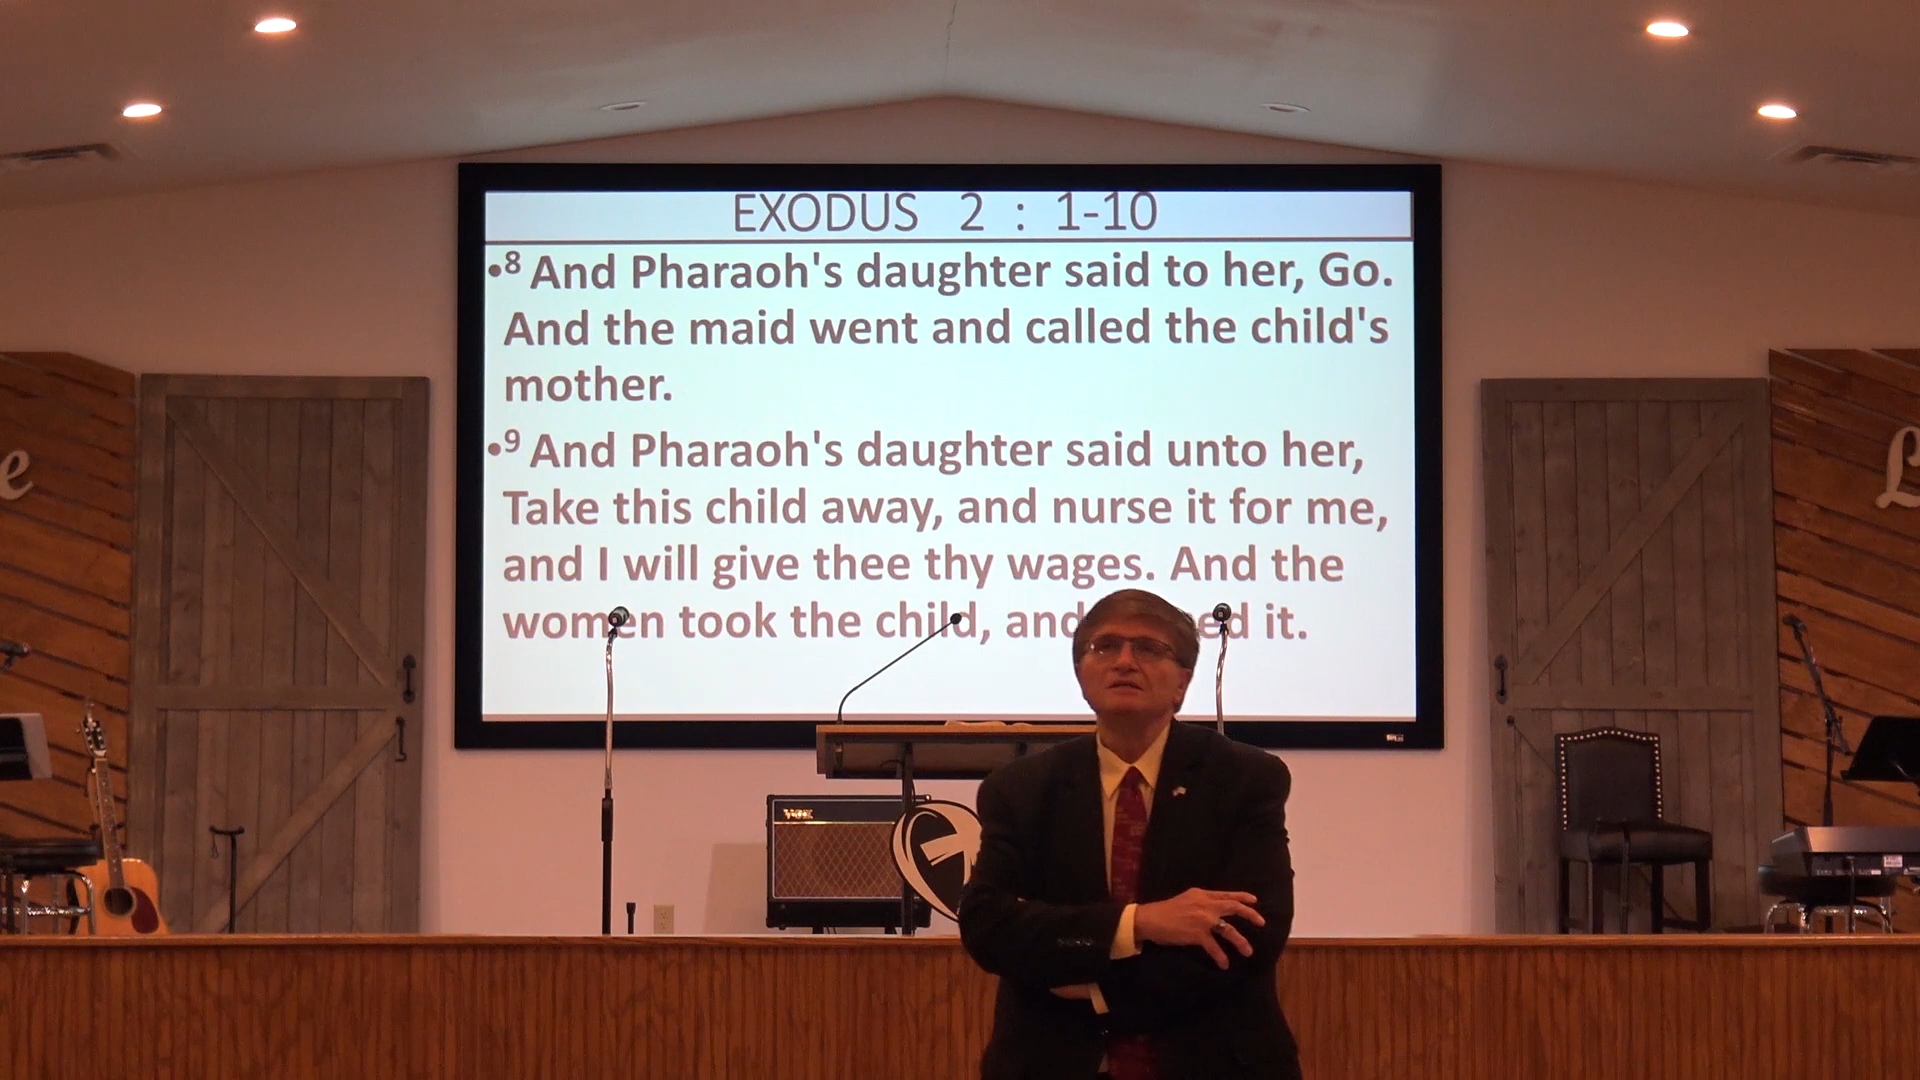 EXODUS 2 : 1-10
•8 And Pharaoh's daughter said to her, Go.
And the maid went and called the child's
mother.
•9 And Pharaoh's daughter said unto her,
Take this child away, and nurse it for me,
and I will give thee thy wages. And the
women took the child, and it.
VOX
e
L